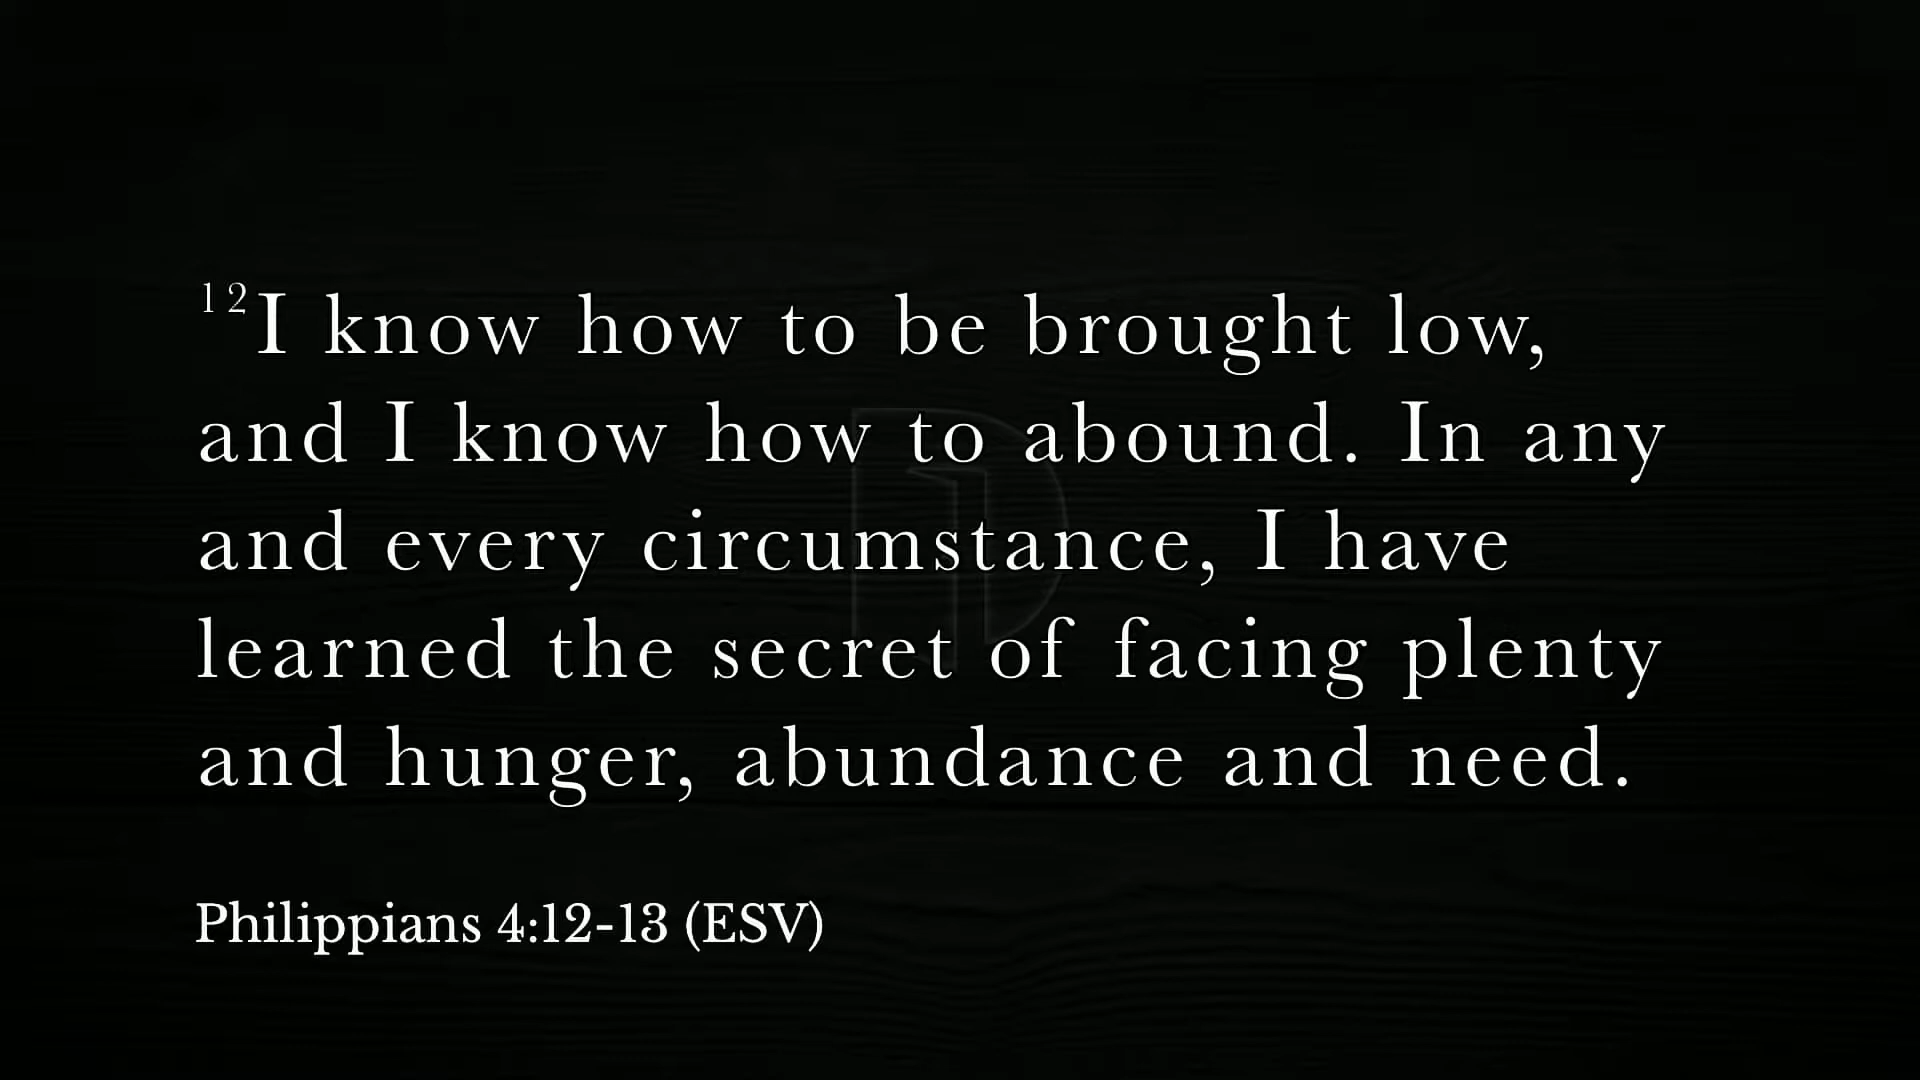 12I know how to be brought low,
and I know how to abound. In any
and every circumstance, I have
learned the secret of facing plenty
and hunger, abundance and need.
Philippians 4:12-13 (ESV)